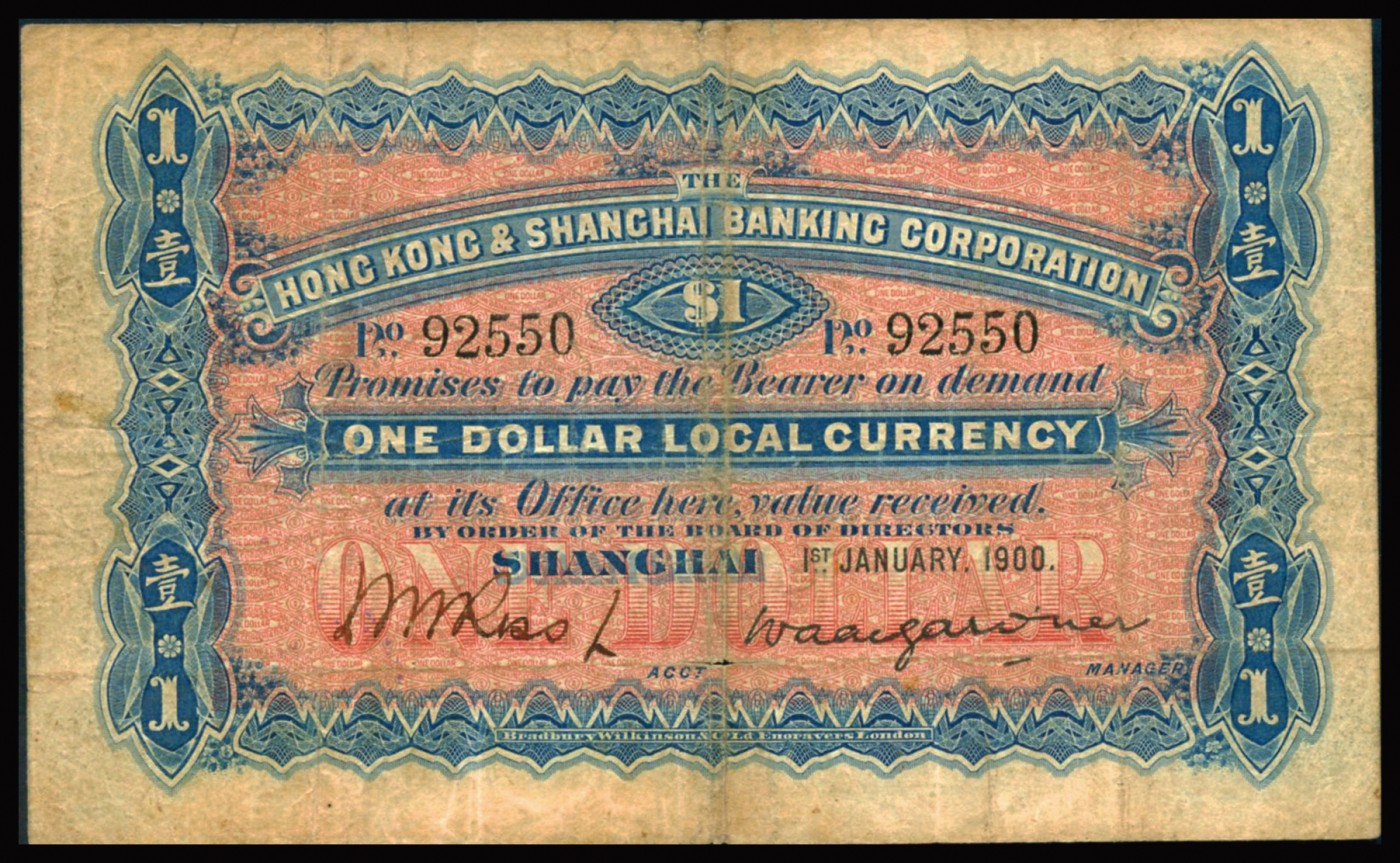 1 1
壹 壹
THE
HONG KONG & SHANGHAI BANKING CORPORATION
$1
No. 92550 No. 92550
Promises to pay the Bearer on demand
ONE DOLLAR LOCAL CURRENCY
at its Office here, value received.
BY ORDER OF THE BOARD OF DIRECTORS
SHANGHAI 1ST JANUARY, 1900.
ONE DOLLAR
壹 壹
ACCT MANAGER
1 1
Bradbury Wilkinson & Co Ld Engravers London